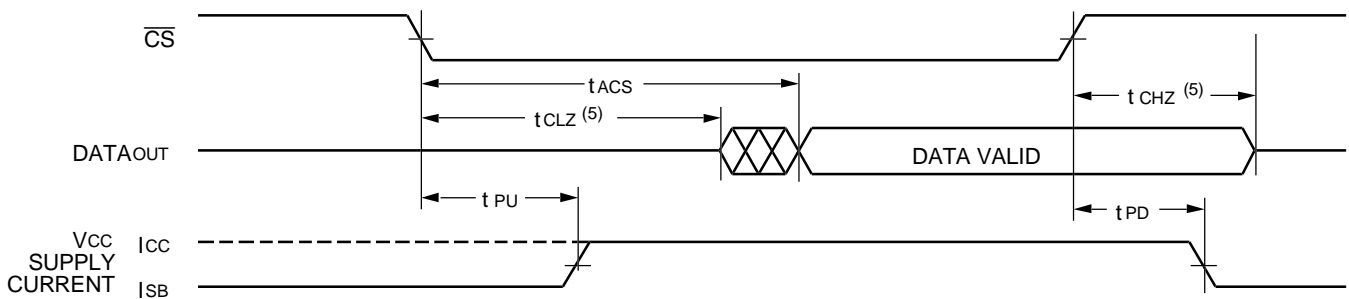 CS
tACS
tCHZ (5)
tCLZ (5)
DATAOUT
DATA VALID
tPU
tPD
VCC ICC
SUPPLY
CURRENT ISB